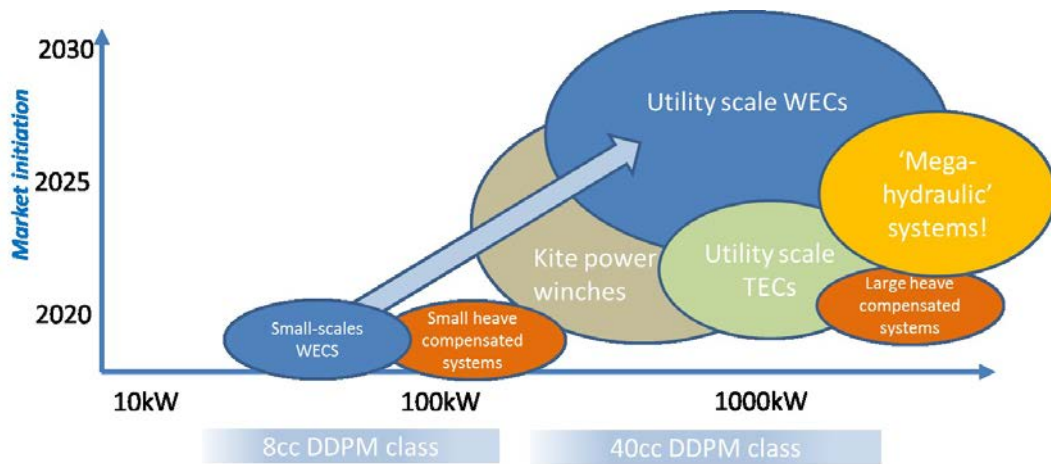 2030
Market initiation
2025
2020
Utility scale WECs
'Mega-
hydraulic'
systems!
Kite power
winches
Utility scale
TECs
Large heave
compensated
systems
Small-scales
WECS
Small heave
compensated
systems
10kW
100kW
1000kW
8cc DDPM class
40cc DDPM class